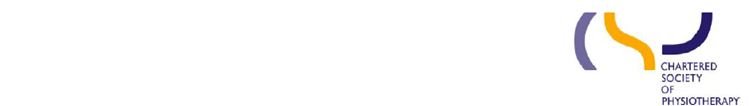 CHARTERED
SOCIETY
OF
PHYSIOTHERAPY